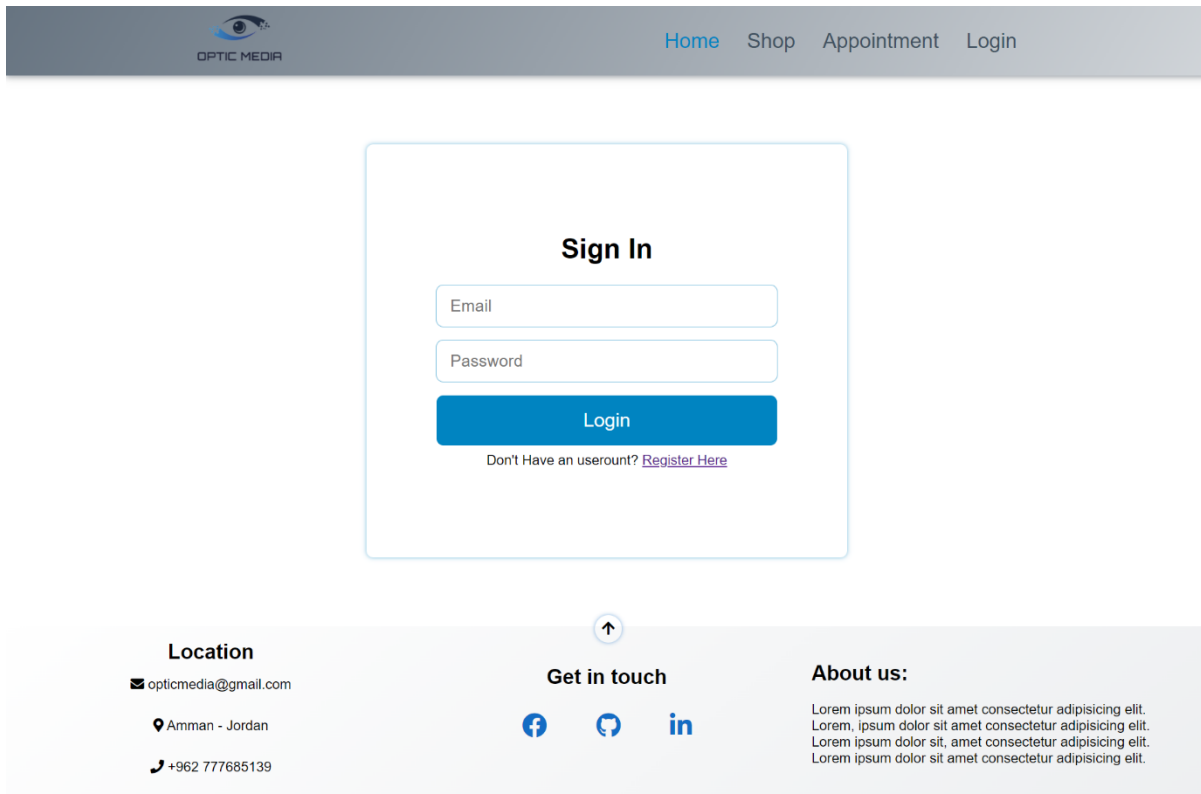 OPTIC MEDIA
Home Shop Appointment Login
Sign In
Email
Password
Login
Don't Have an userount? Register Here
Location
opticmedia@gmail.com
Amman - Jordan
+962 777685139
Get in touch
in
About us:
Lorem ipsum dolor sit amet consectetur adipisicing elit.
Lorem, ipsum dolor sit amet consectetur adipisicing elit.
Lorem ipsum dolor sit, amet consectetur adipisicing elit.
Lorem ipsum dolor sit amet consectetur adipisicing elit.